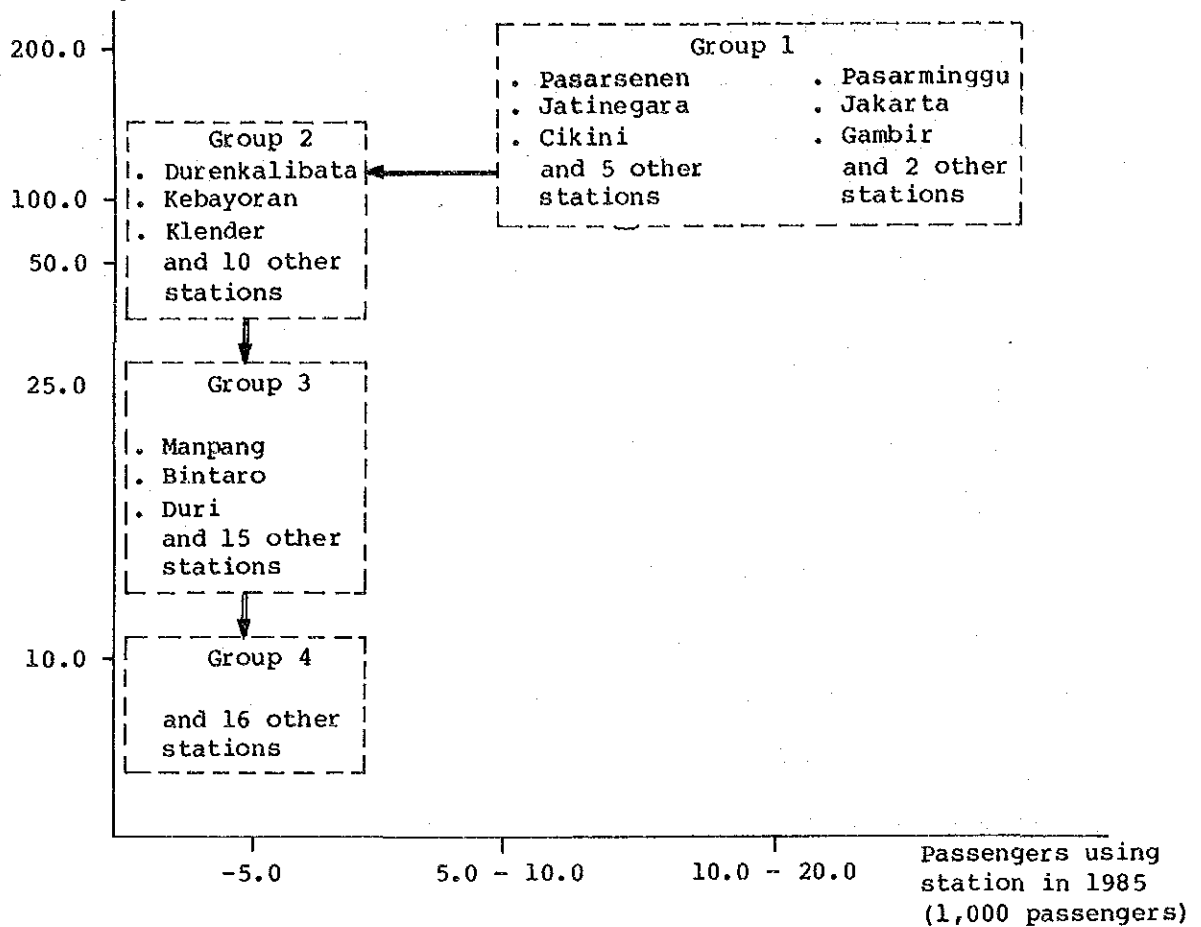 200.0
Group 1
. Pasarsenen . Pasarminggu
. Jatinegara . Jakarta
. Cikini . Gambir
and 5 other and 2 other
stations stations
Group 2
. Durenkalibata
100.0
. Kebayoran
. Klender
50.0
and 10 other
stations
25.0
Group 3
. Manpang
. Bintaro
. Duri
and 15 other
stations
10.0
Group 4
and 16 other
stations
-5.0
5.0 - 10.0
10.0 - 20.0
Passengers using
station in 1985
(1,000 passengers)